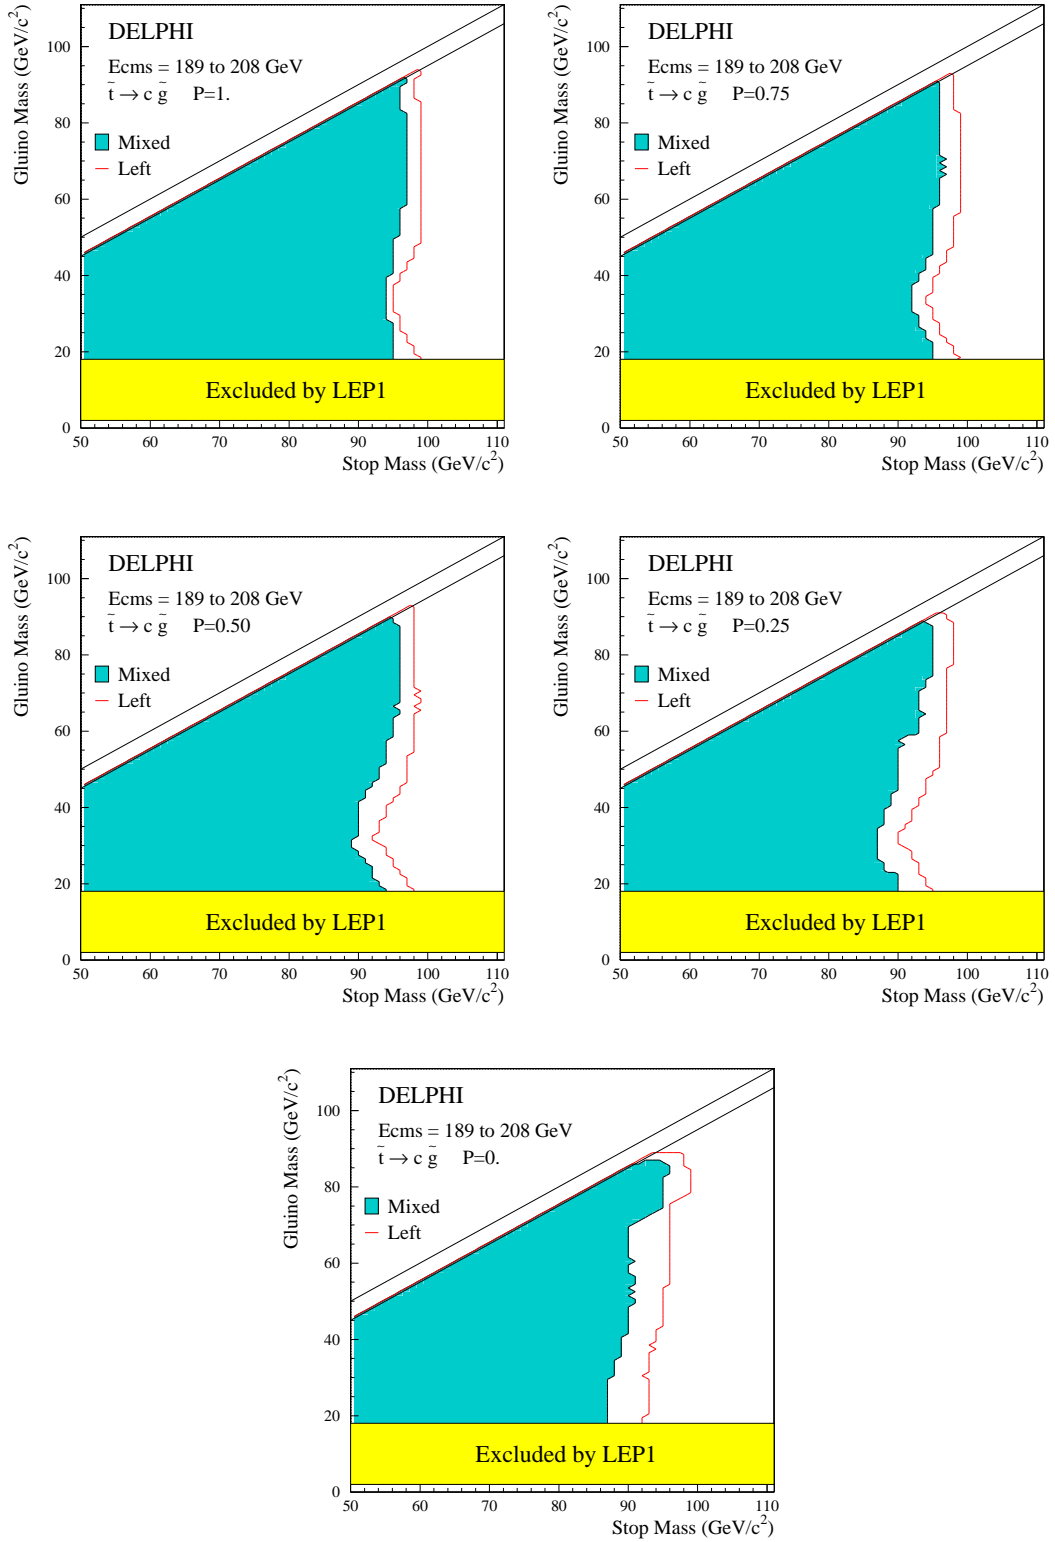 Gluino Mass (GeV/c²)
DELPHI
Ecms = 189 to 208 GeV
t̃ → c g̃ P=1.
Mixed
Left
Excluded by LEP1
0
20
40
60
80
100
50 60 70 80 90 100 110
Stop Mass (GeV/c²)
Gluino Mass (GeV/c²)
DELPHI
Ecms = 189 to 208 GeV
t̃ → c g̃ P=0.75
Mixed
Left
Excluded by LEP1
0
20
40
60
80
100
50 60 70 80 90 100 110
Stop Mass (GeV/c²)
Gluino Mass (GeV/c²)
DELPHI
Ecms = 189 to 208 GeV
t̃ → c g̃ P=0.50
Mixed
Left
Excluded by LEP1
0
20
40
60
80
100
50 60 70 80 90 100 110
Stop Mass (GeV/c²)
Gluino Mass (GeV/c²)
DELPHI
Ecms = 189 to 208 GeV
t̃ → c g̃ P=0.25
Mixed
Left
Excluded by LEP1
0
20
40
60
80
100
50 60 70 80 90 100 110
Stop Mass (GeV/c²)
Gluino Mass (GeV/c²)
DELPHI
Ecms = 189 to 208 GeV
t̃ → c g̃ P=0.
Mixed
Left
Excluded by LEP1
0
20
40
60
80
100
50 60 70 80 90 100 110
Stop Mass (GeV/c²)